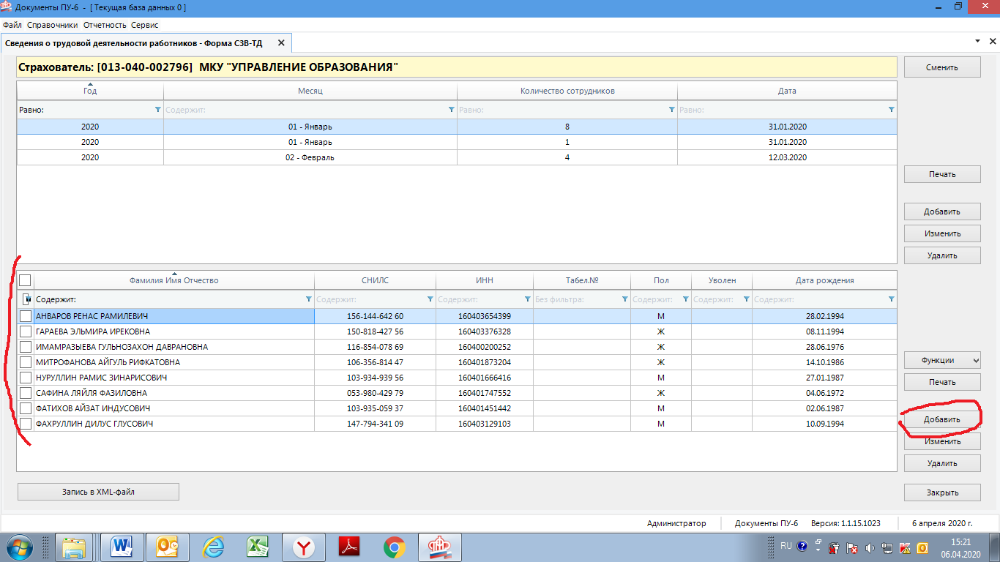 Документы ПУ-6 - [ Текущая база данных 0 ]
Файл Справочники Отчетность Сервис
Сведения о трудовой деятельности работников - Форма СЗВ-ТД
Страхователь: [013-040-002796] МКУ "УПРАВЛЕНИЕ ОБРАЗОВАНИЯ"
Сменить
Год Месяц Количество сотрудников Дата
Равно: Содержит: Равно: Равно:
2020 01 - Январь 8 31.01.2020
2020 01 - Январь 1 31.01.2020
2020 02 - Февраль 4 12.03.2020
Печать
Добавить
Изменить
Удалить
Фамилия Имя Отчество СНИЛС ИНН Табел.№ Пол Уволен Дата рождения
Содержит: Содержит: Содержит: Без фильтра: Содержит: Содержит: Содержит:
АНВАРОВ РЕНАС РАМИЛЕВИЧ 156-144-642 60 160403654399 М 28.02.1994
ГАРАЕВА ЭЛЬМИРА ИРЕКОВНА 150-818-427 56 160403376328 Ж 08.11.1994
ИМАМРАЗЫЕВА ГУЛЬНОЗАХОН ДАВРАНОВНА 116-854-078 69 160400200252 Ж 28.06.1976
МИТРОФАНОВА АЙГУЛЬ РИФКАТОВНА 106-356-814 47 160401873204 Ж 14.10.1986
НУРУЛЛИН РАМИС ЗИНАРИСОВИЧ 103-934-939 56 160401666416 М 27.01.1987
САФИНА ЛЯЙЛЯ ФАЗИЛОВНА 053-980-429 79 160401747552 Ж 04.06.1972
ФАТИХОВ АЙЗАТ ИНДУСОВИЧ 103-935-059 37 160401451442 М 02.06.1987
ФАХРУЛЛИН ДИЛУС ГЛУСОВИЧ 147-794-341 09 160403129103 М 10.09.1994
Функции
Печать
Добавить
Изменить
Удалить
Запись в XML-файл
Закрыть
Администратор Документы ПУ-6 Версия: 1.1.15.1023 6 апреля 2020 г.
RU
15:21
06.04.2020